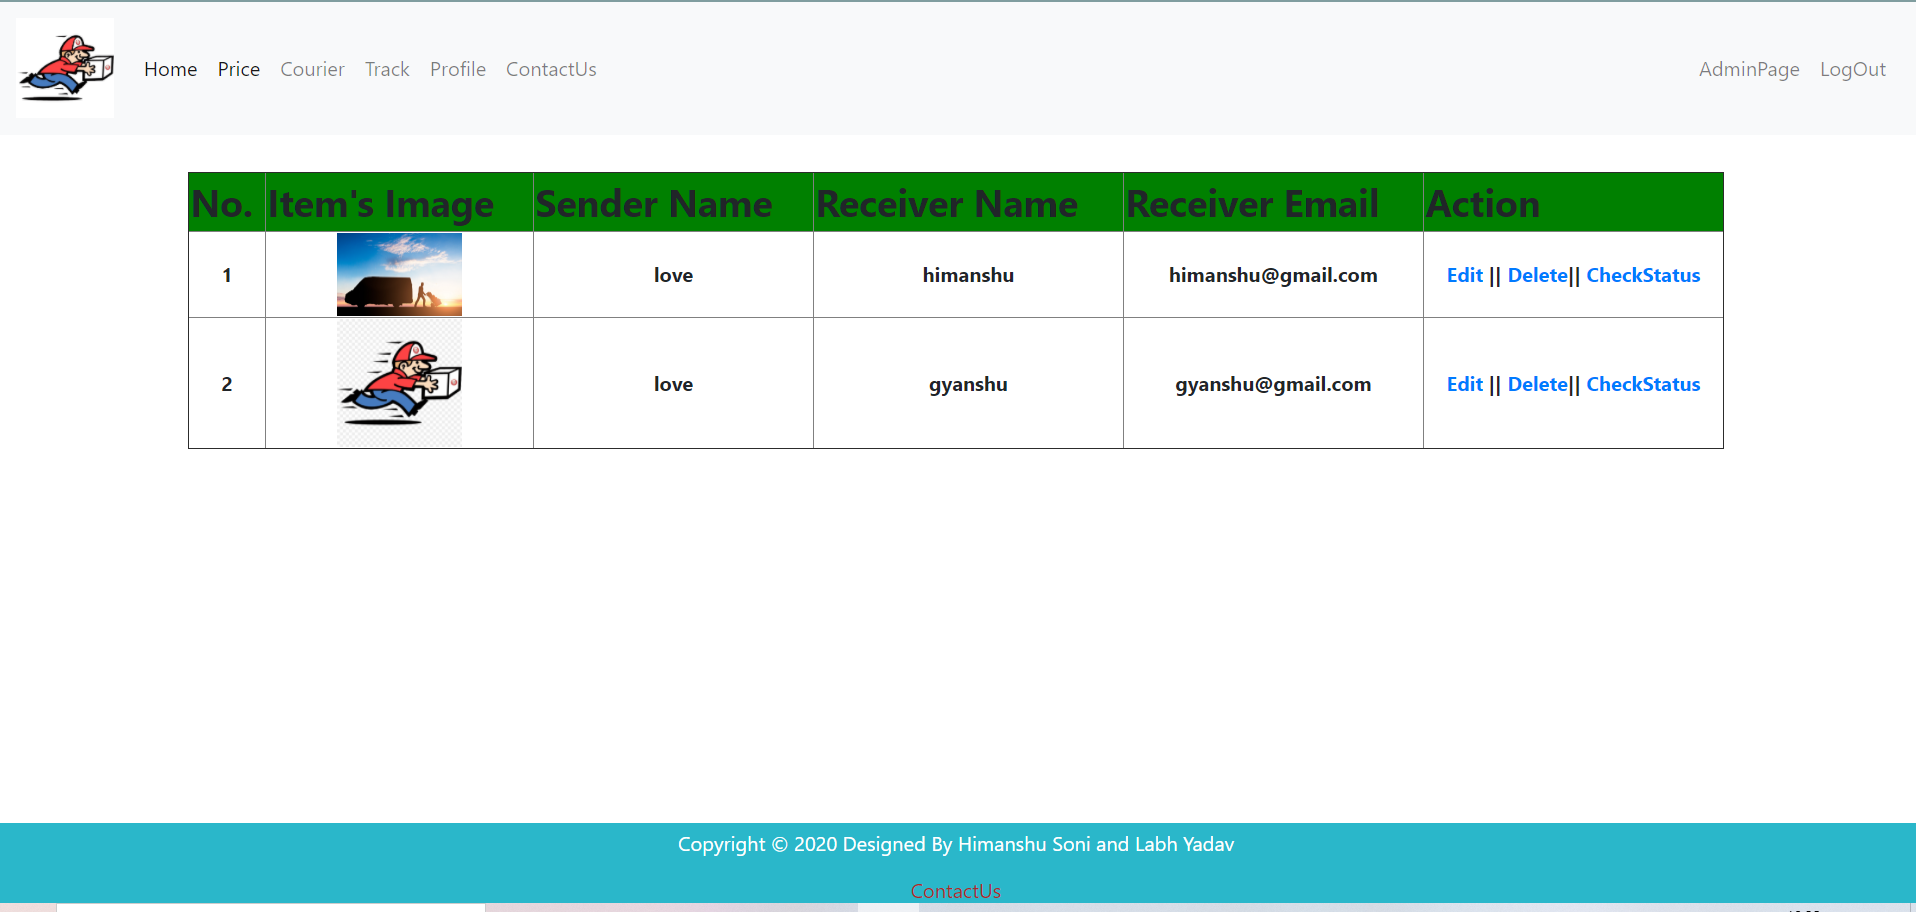 Home Price Courier Track Profile ContactUs AdminPage LogOut
No. Item's Image Sender Name Receiver Name Receiver Email Action
1 love himanshu himanshu@gmail.com Edit || Delete|| CheckStatus
2 love gyanshu gyanshu@gmail.com Edit || Delete|| CheckStatus
Copyright © 2020 Designed By Himanshu Soni and Labh Yadav
ContactUs